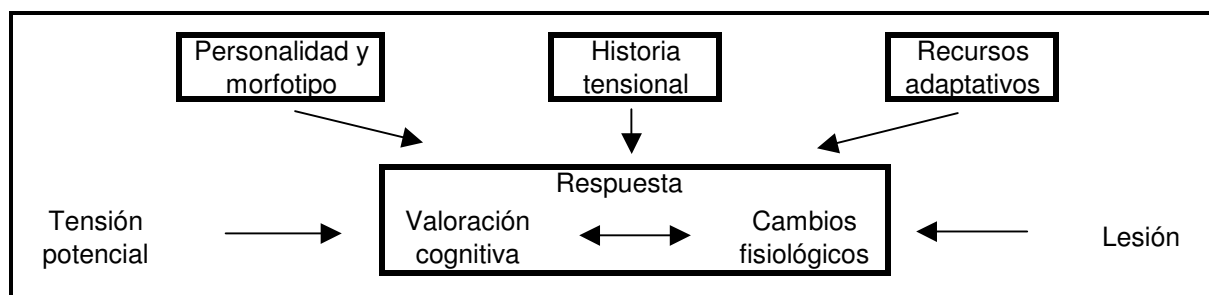 Personalidad y
morfotipo
Historia
tensional
Recursos
adaptativos
Respuesta
Tensión
potencial
Valoración
cognitiva
Cambios
fisiológicos
Lesión